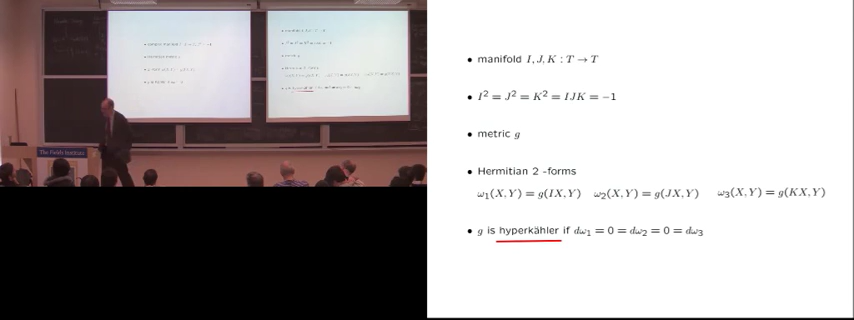 The Fields Institute
• manifold I, J, K : T → T
• I² = J² = K² = IJK = −1
• metric g
• Hermitian 2 -forms
ω₁(X, Y) = g(IX, Y) ω₂(X, Y) = g(JX, Y) ω₃(X, Y) = g(KX, Y)
• g is hyperkähler if dω₁ = 0 = dω₂ = 0 = dω₃